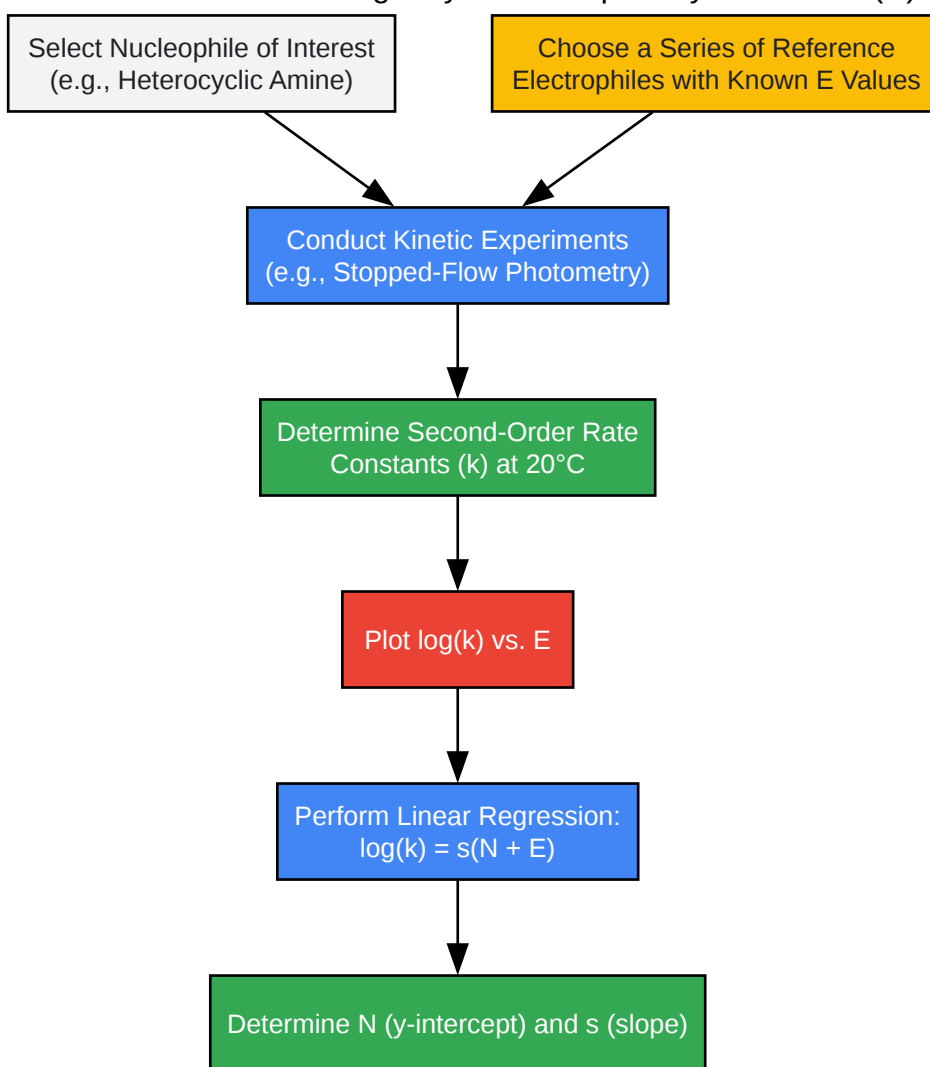 Select Nucleophile of Interest
(e.g., Heterocyclic Amine)
Choose a Series of Reference
Electrophiles with Known E Values
Conduct Kinetic Experiments
(e.g., Stopped-Flow Photometry)
Determine Second-Order Rate
Constants (k) at 20°C
Plot log(k) vs. E
Perform Linear Regression:
log(k) = s(N + E)
Determine N (y-intercept) and s (slope)